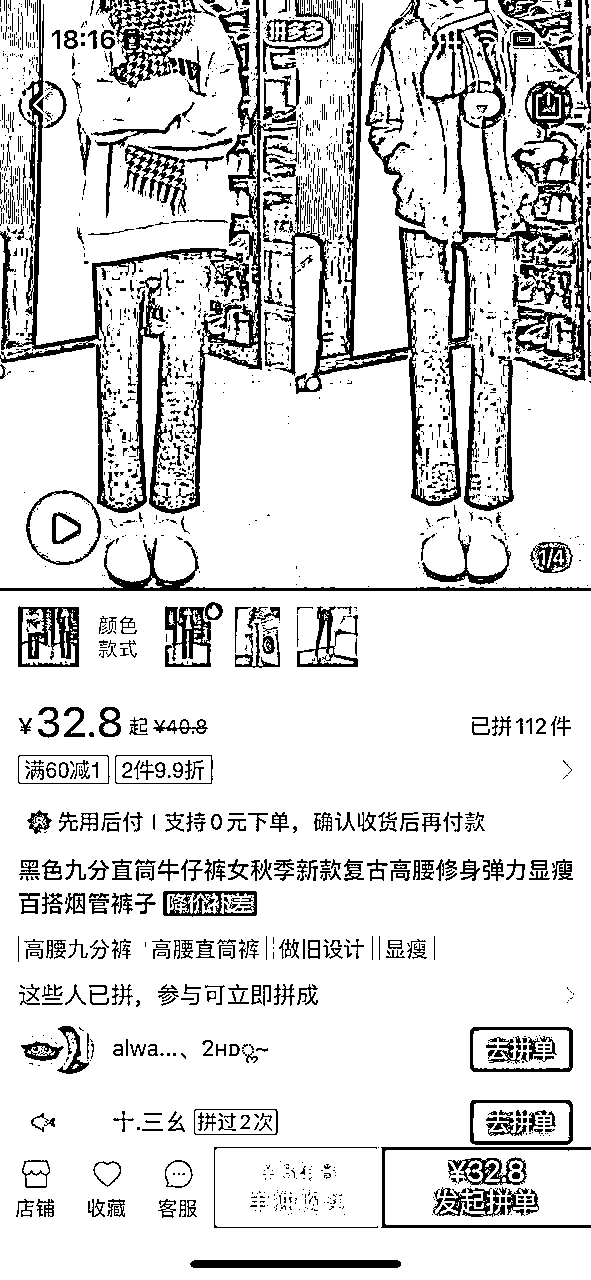 18:16
拼多多
1/4
颜色
款式
¥32.8起 ¥40.8 已拼112件
满60减1 2件9.9折
先用后付 | 支持0元下单，确认收货后再付款
黑色九分直筒牛仔裤女秋季新款复古高腰修身弹力显瘦
百搭烟管裤子 降价补差
高腰九分裤 高腰直筒裤 做旧设计 显瘦
这些人已拼，参与可立即拼成
alwa...、2HD ~ 去拼单
十.三幺 拼过2次 去拼单
店铺 收藏 客服
¥32.8
发起拼单